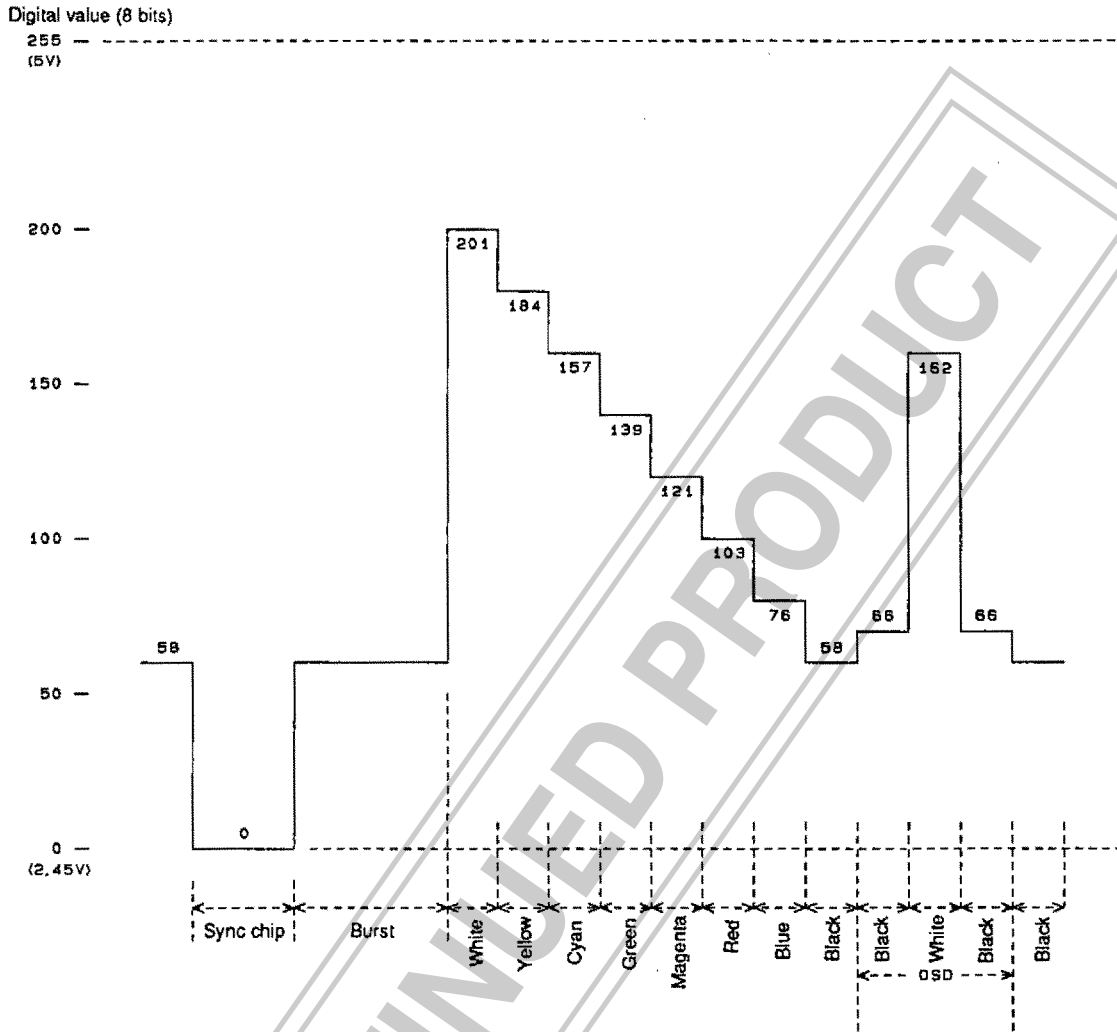 Digital value (8 bits)
255
(5V)
200
201
184
157
150
162
139
121
100
103
76
66
66
58
58
50
0
0
(2,45V)
Sync chip
Burst
White
Yellow
Cyan
Green
Magenta
Red
Blue
Black
Black
White
Black
Black
OSD
NUED PRODUCT